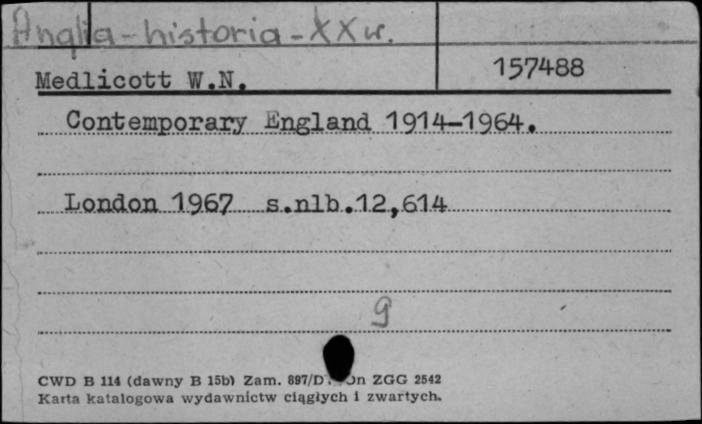 Anglia - historia - XX w.
Medlicott W.N. 157488
Contemporary England 1914-1964.
London 1967 s.nlb.12,614
g
CWD B 114 (dawny B 15b) Zam. 897/D ZGG 2542
Karta katalogowa wydawnictw ciągłych i zwartych.